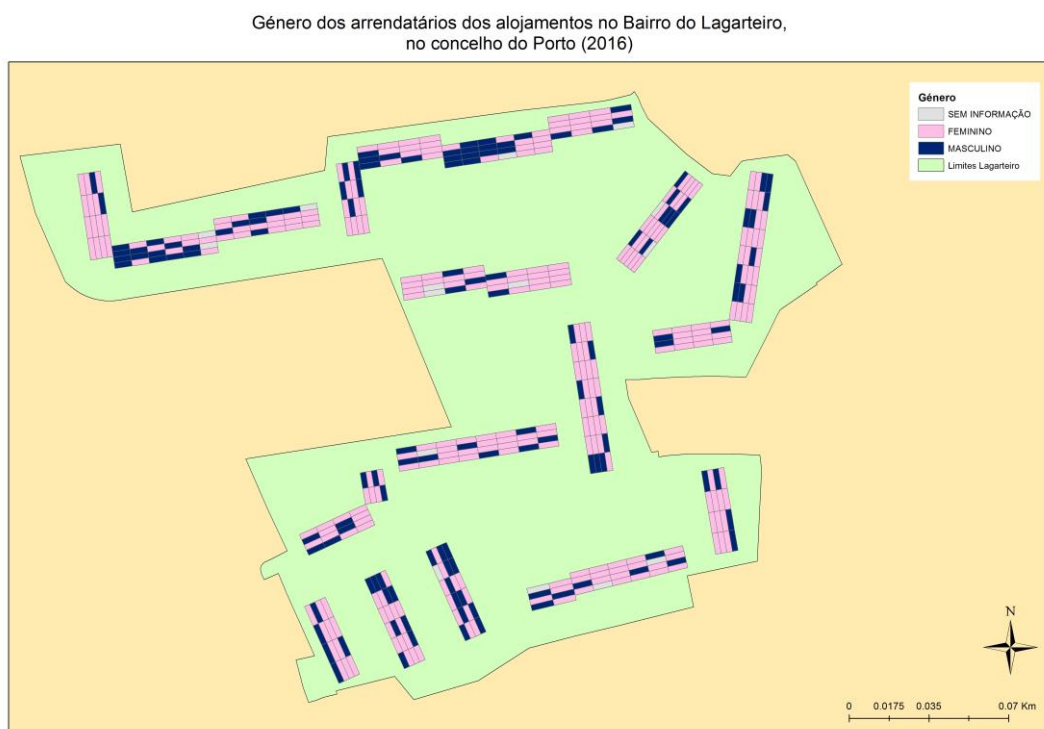 Género dos arrendatários dos alojamentos no Bairro do Lagarteiro,
no concelho do Porto (2016)
Género
SEM INFORMAÇÃO
FEMININO
MASCULINO
Limites Lagarteiro
N
0 0.0175 0.035 0.07 Km